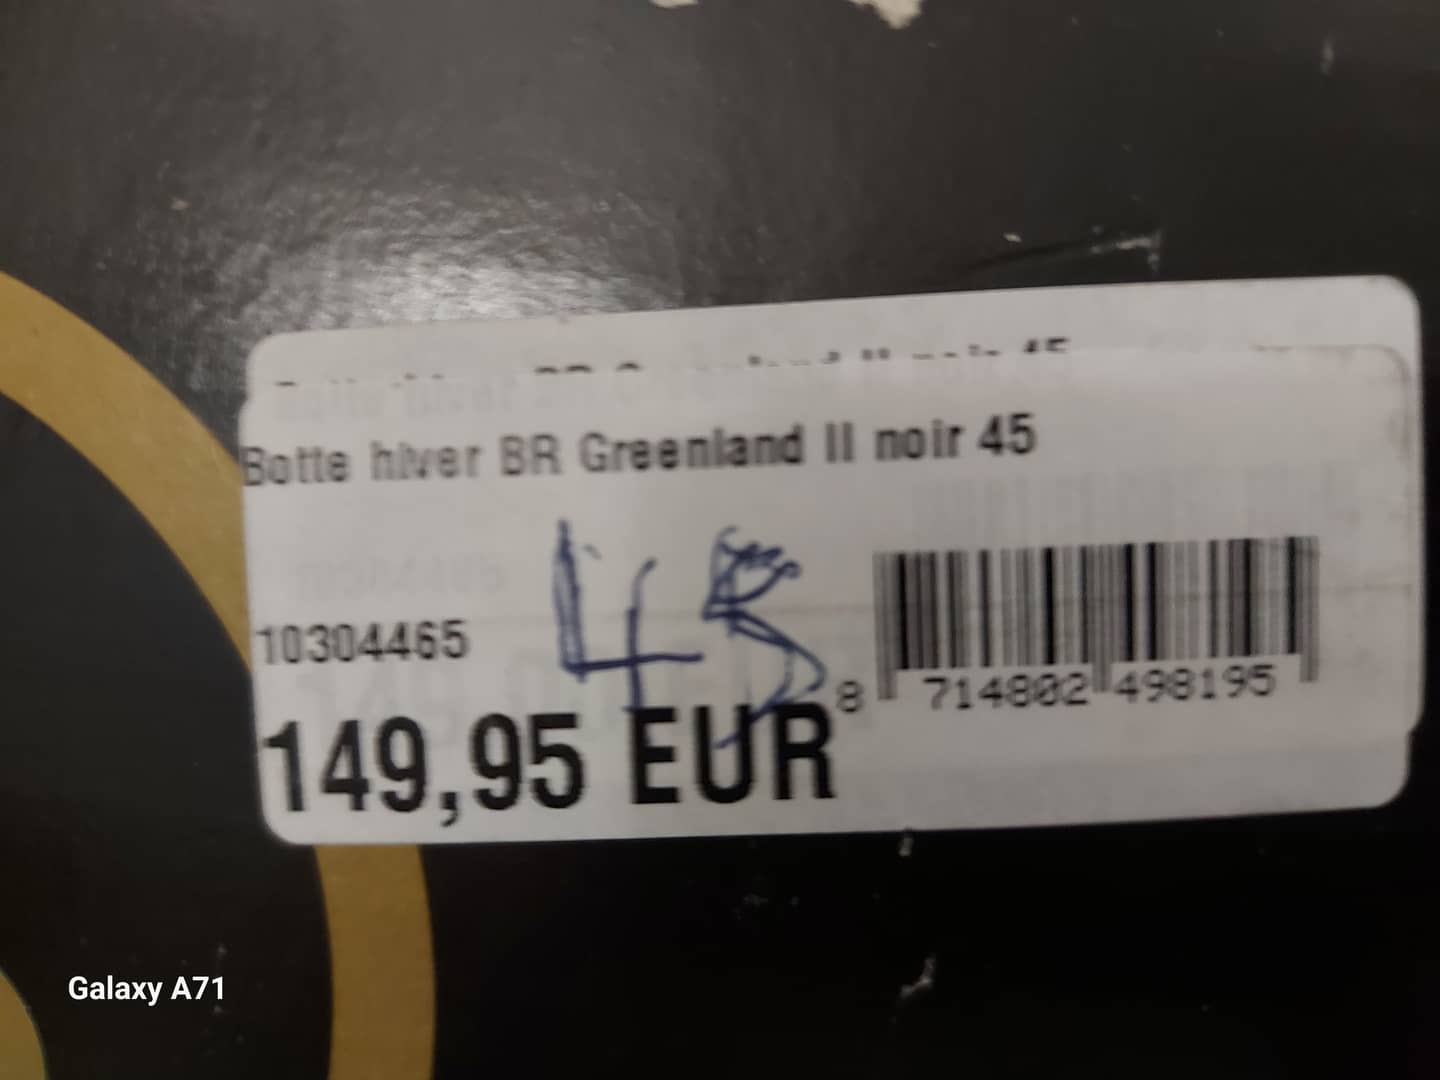 Botte hiver BR Greenland II noir 45
45
10304465
8 714802 498195
149,95 EUR
Galaxy A71